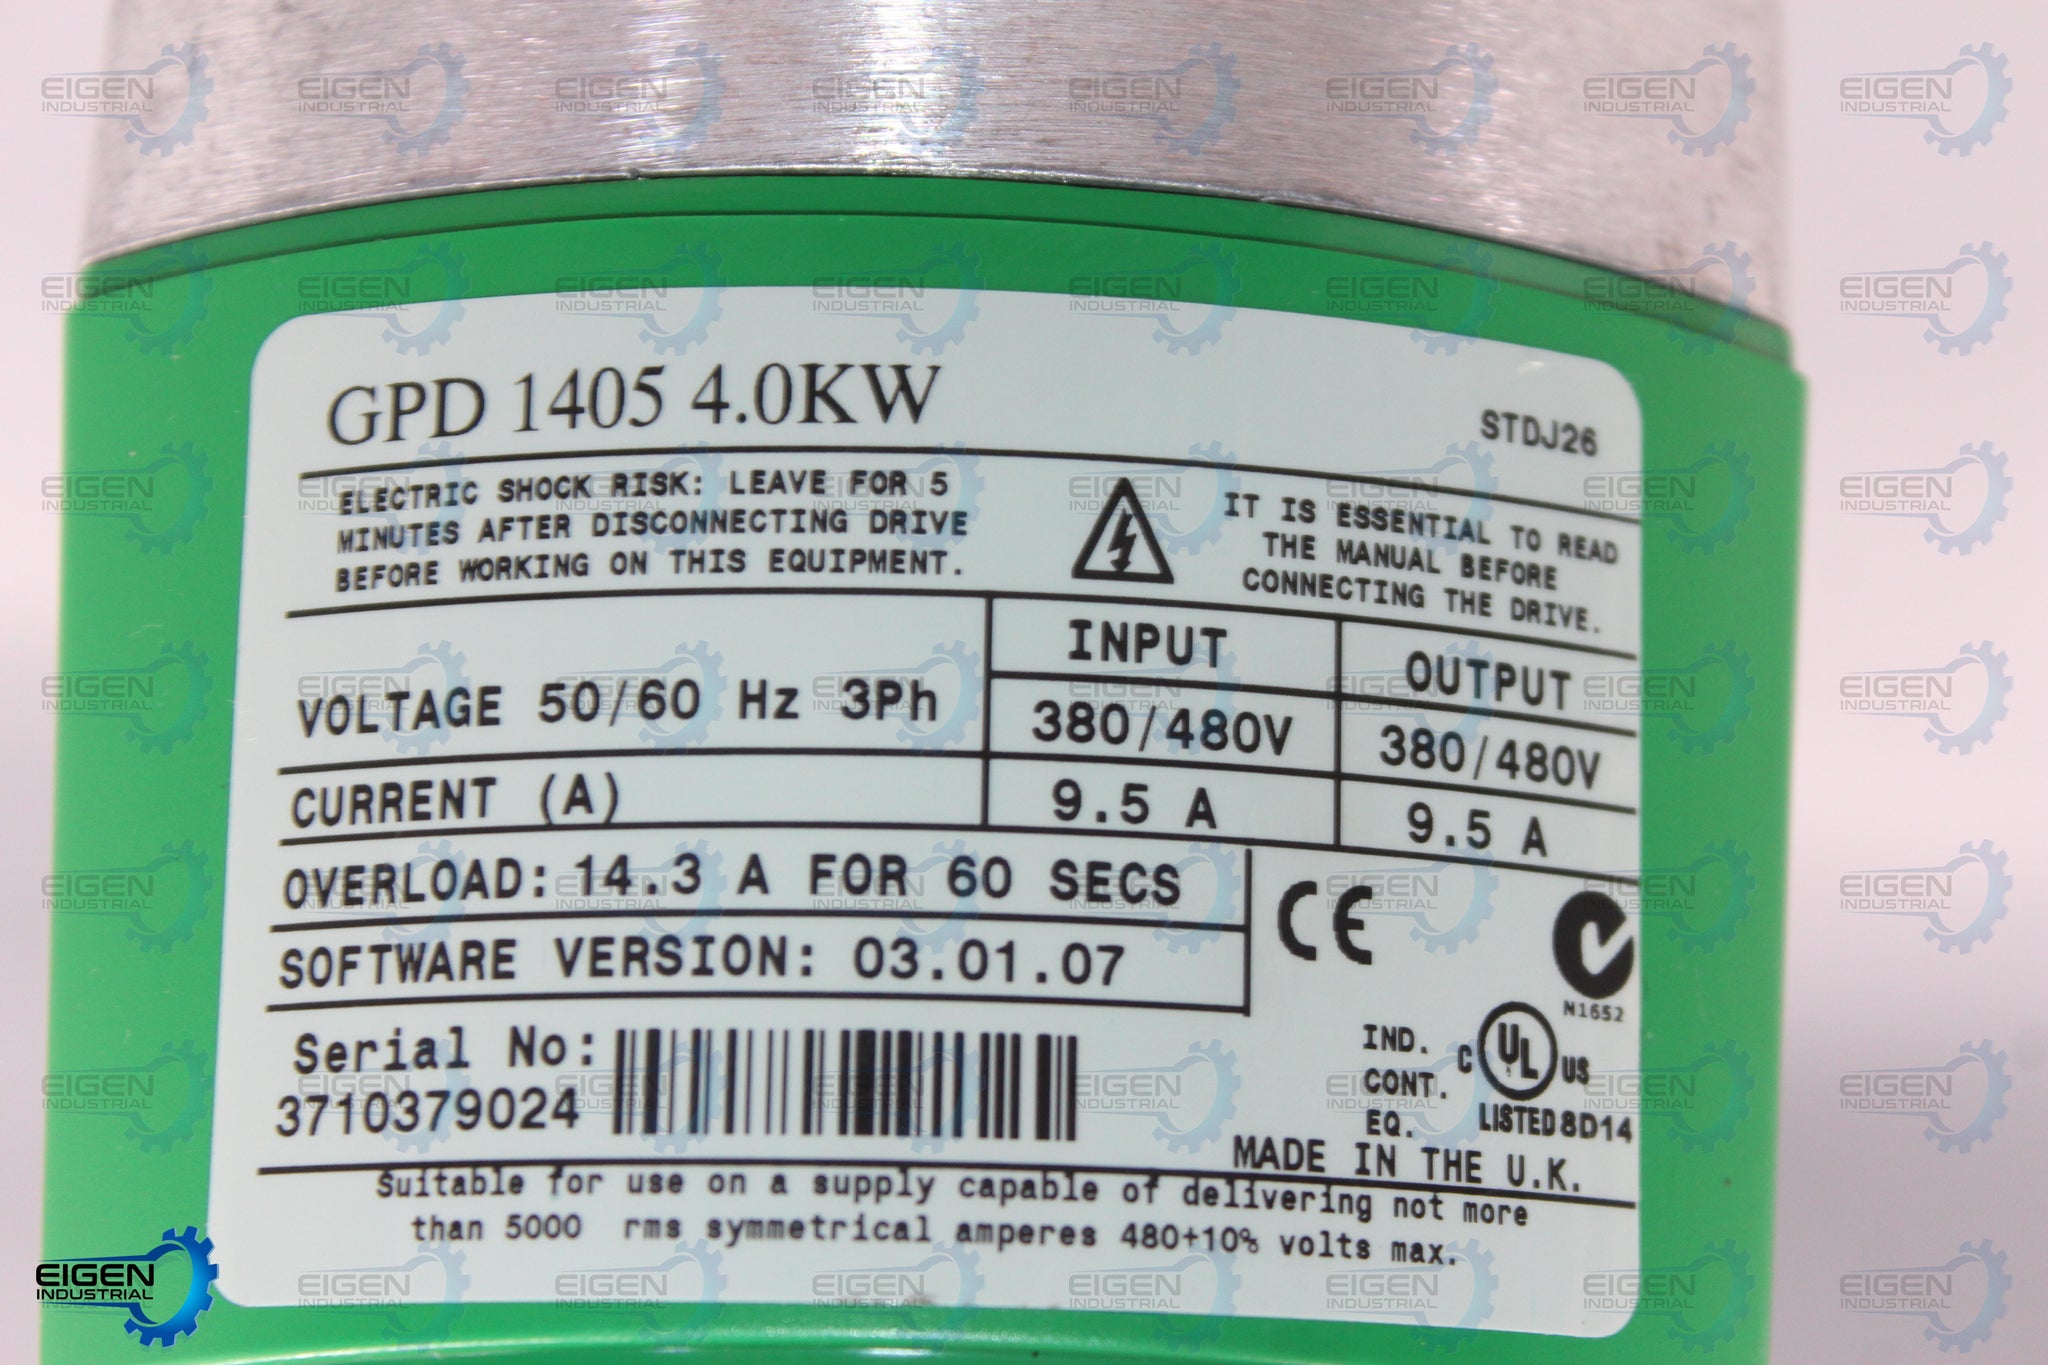 GPD 1405 4.0KW
STDJ26
ELECTRIC SHOCK RISK: LEAVE FOR 5
MINUTES AFTER DISCONNECTING DRIVE
BEFORE WORKING ON THIS EQUIPMENT.
IT IS ESSENTIAL TO READ
THE MANUAL BEFORE
CONNECTING THE DRIVE.
INPUT OUTPUT
VOLTAGE 50/60 Hz 3Ph 380/480V 380/480V
CURRENT (A) 9.5 A 9.5 A
OVERLOAD: 14.3 A FOR 60 SECS
SOFTWARE VERSION: 03.01.07
CE
N1652
Serial No:
3710379024
IND.
CONT.
EQ.
C UL US
LISTED 8D14
MADE IN THE U.K.
Suitable for use on a supply capable of delivering not more
than 5000 rms symmetrical amperes 480+10% volts max.
EIGEN
INDUSTRIAL